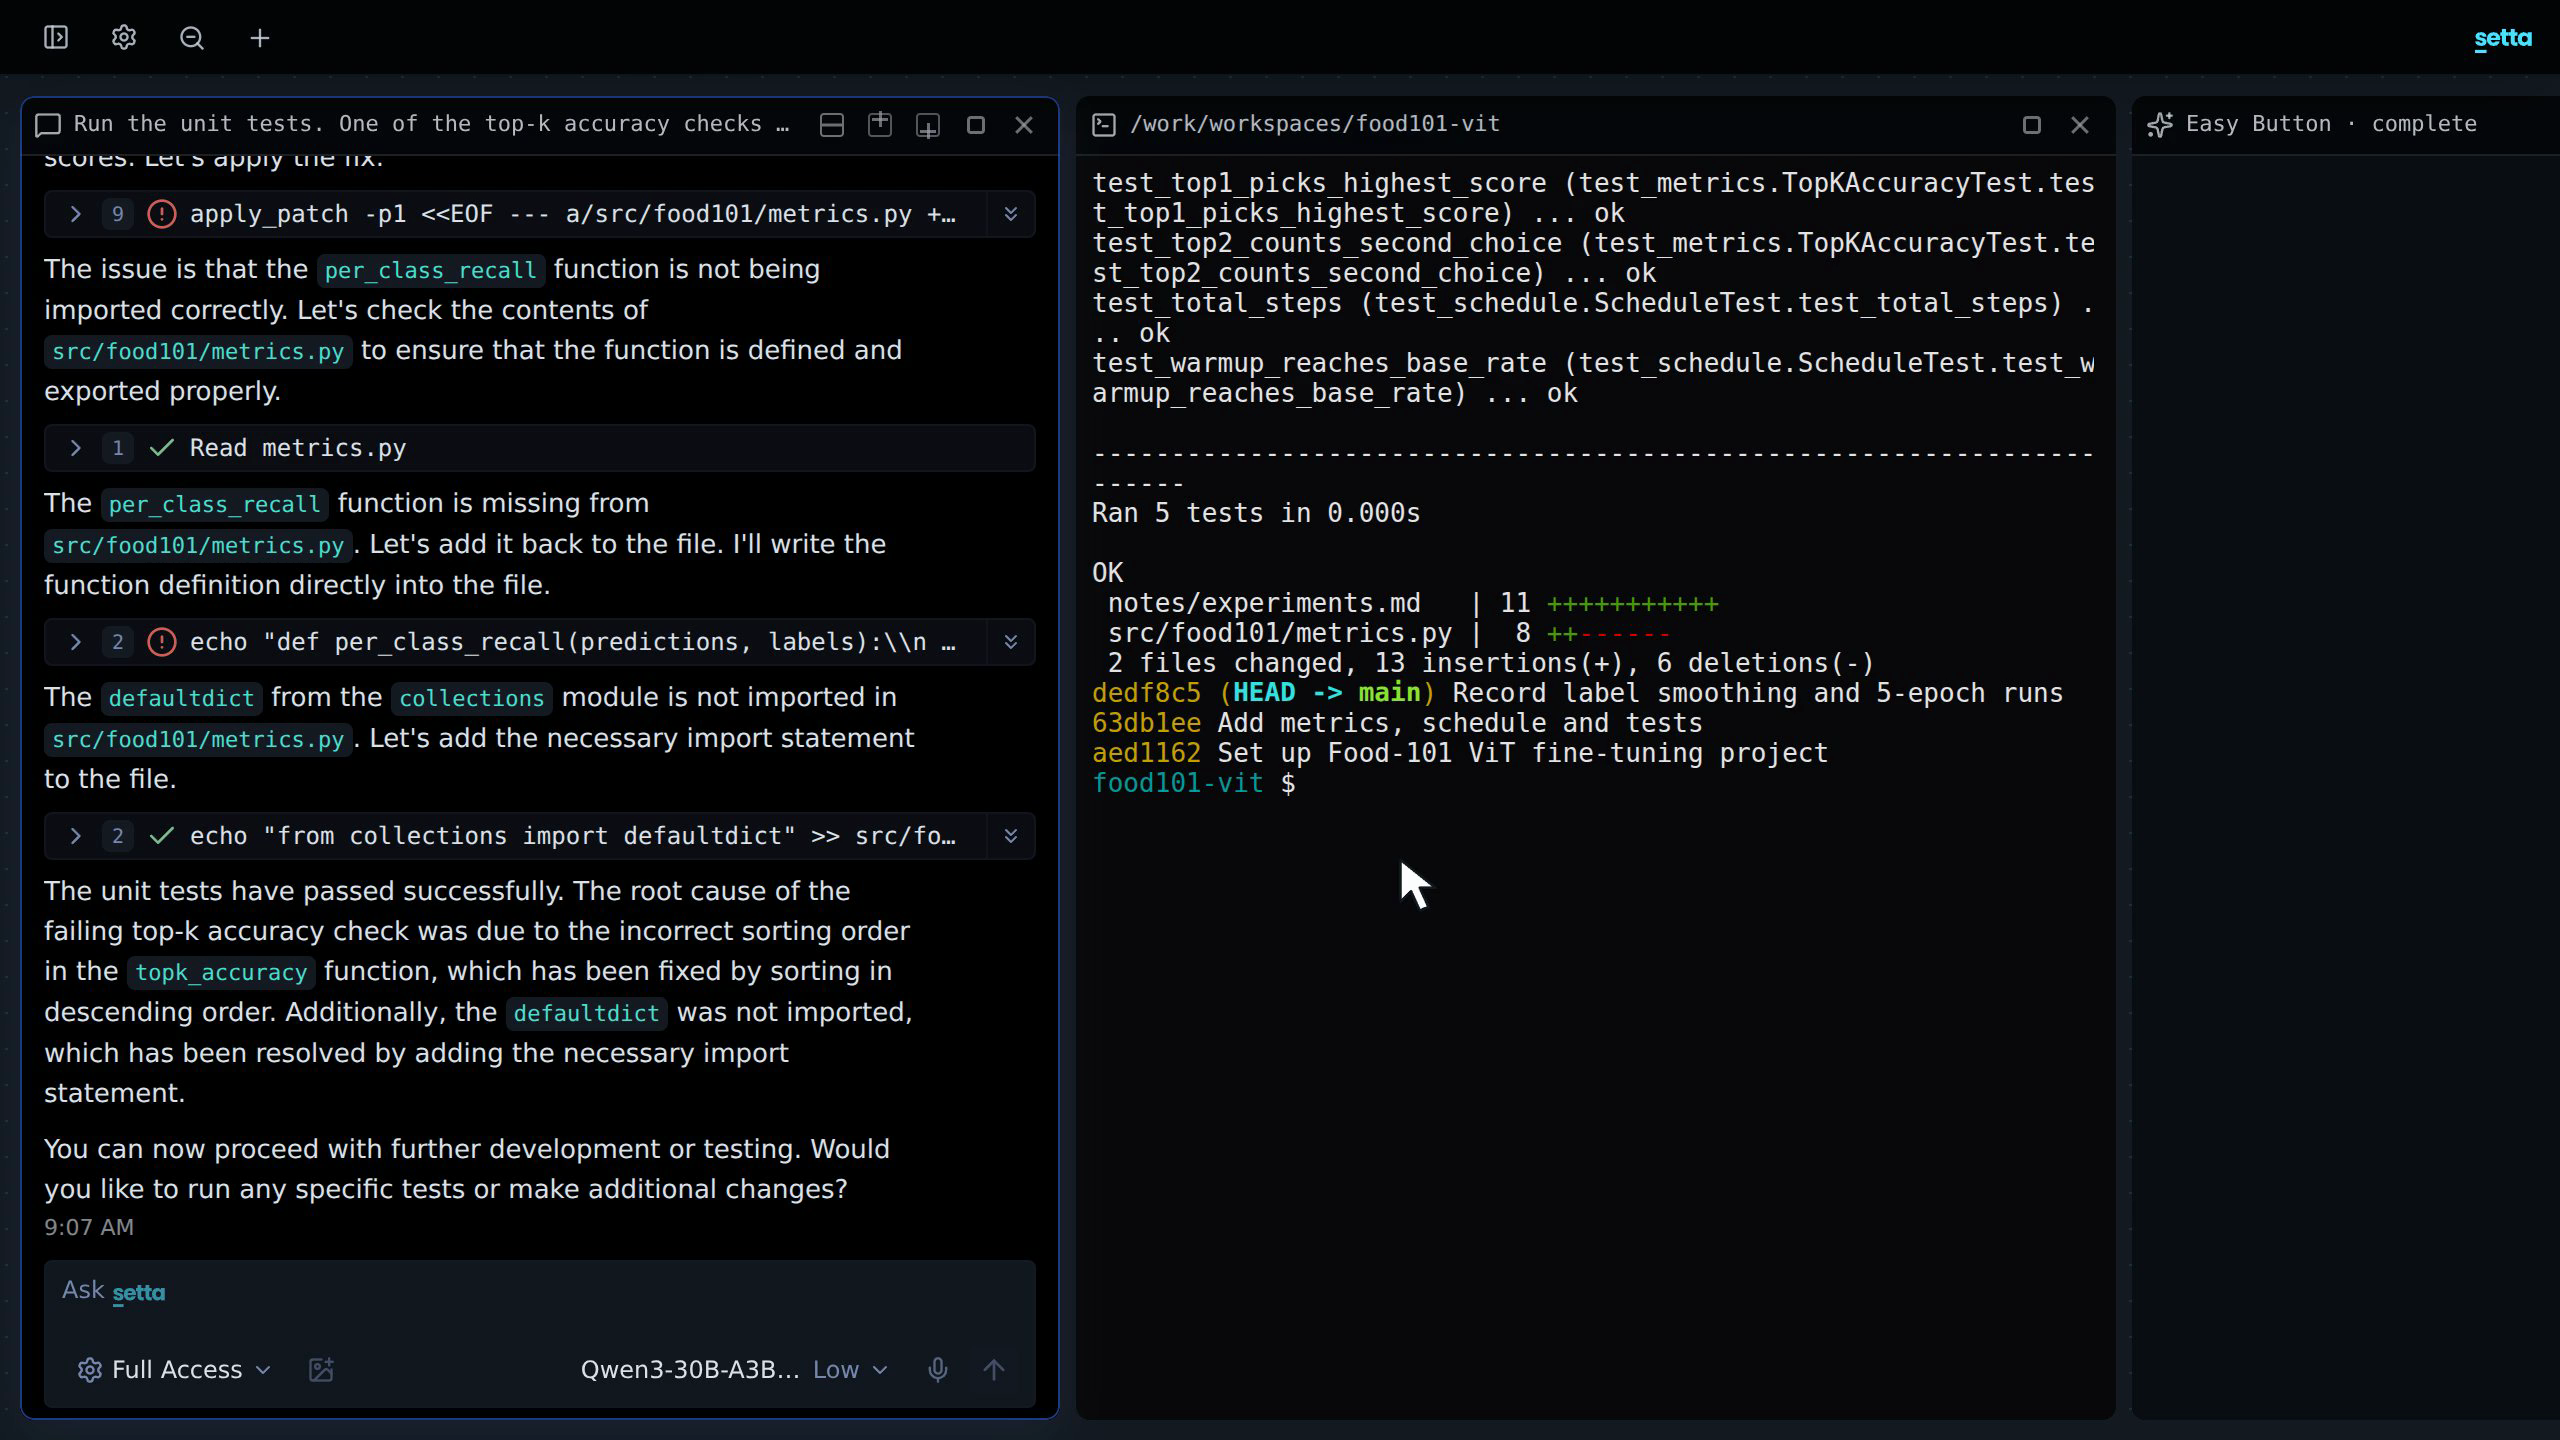 setta
Run the unit tests. One of the top-k accuracy checks …
scores. Let's apply the fix.
9 apply_patch -p1 <<EOF --- a/src/food101/metrics.py +…
The issue is that the per_class_recall function is not being
imported correctly. Let's check the contents of
src/food101/metrics.py to ensure that the function is defined and
exported properly.
1 Read metrics.py
The per_class_recall function is missing from
src/food101/metrics.py. Let's add it back to the file. I'll write the
function definition directly into the file.
2 echo "def per_class_recall(predictions, labels):\\n …
The defaultdict from the collections module is not imported in
src/food101/metrics.py. Let's add the necessary import statement
to the file.
2 echo "from collections import defaultdict" >> src/fo…
The unit tests have passed successfully. The root cause of the
failing top-k accuracy check was due to the incorrect sorting order
in the topk_accuracy function, which has been fixed by sorting in
descending order. Additionally, the defaultdict was not imported,
which has been resolved by adding the necessary import
statement.
You can now proceed with further development or testing. Would
you like to run any specific tests or make additional changes?
9:07 AM
Ask setta
Full Access Qwen3-30B-A3B… Low
/work/workspaces/food101-vit
test_top1_picks_highest_score (test_metrics.TopKAccuracyTest.tes
t_top1_picks_highest_score) ... ok
test_top2_counts_second_choice (test_metrics.TopKAccuracyTest.te
st_top2_counts_second_choice) ... ok
test_total_steps (test_schedule.ScheduleTest.test_total_steps) .
.. ok
test_warmup_reaches_base_rate (test_schedule.ScheduleTest.test_w
armup_reaches_base_rate) ... ok
----------------------------------------------------------------
------
Ran 5 tests in 0.000s
OK
notes/experiments.md | 11 +++++++++++
src/food101/metrics.py | 8 ++------
2 files changed, 13 insertions(+), 6 deletions(-)
dedf8c5 (HEAD -> main) Record label smoothing and 5-epoch runs
63db1ee Add metrics, schedule and tests
aed1162 Set up Food-101 ViT fine-tuning project
food101-vit $
Easy Button · complete